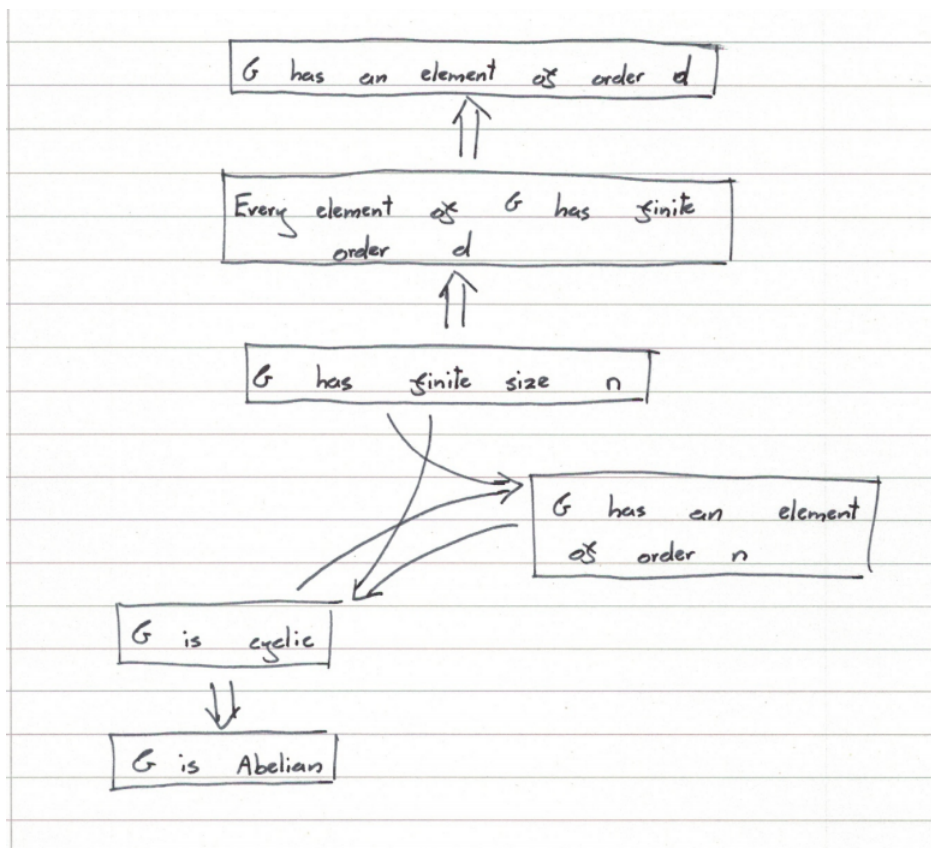 G has an element of order d
Every element of G has finite
order d
G has finite size n
G has an element
of order n
G is cyclic
G is Abelian